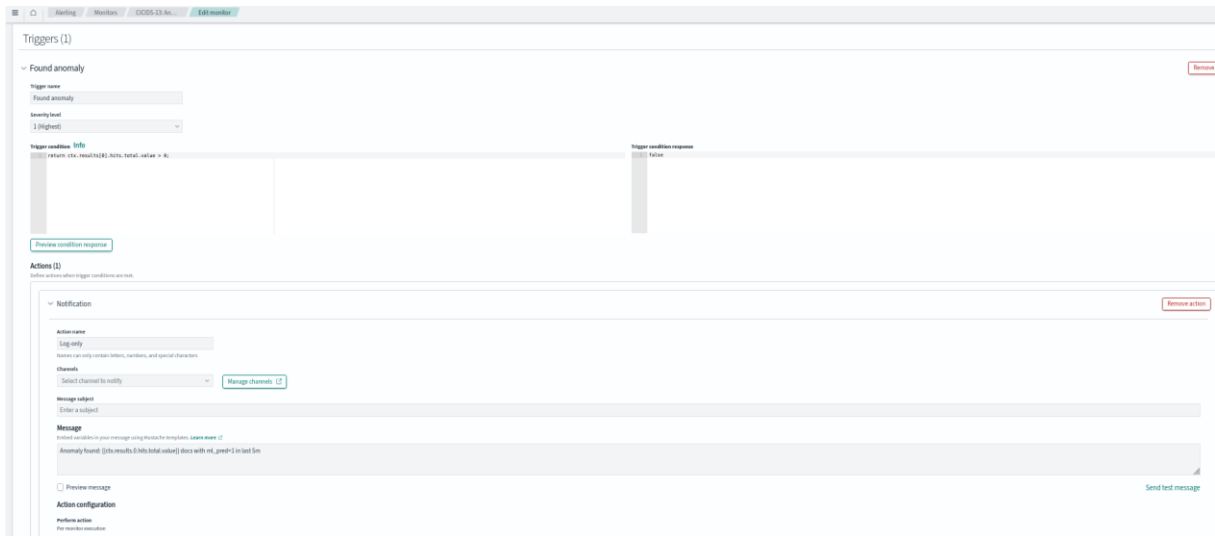 Alerting Monitors CICIDS-13: An... Edit monitor
Triggers (1)
Found anomaly Remove
Trigger name
Found anomaly
Severity level
1 (Highest)
Trigger condition Info
1 return ctx.results[0].hits.total.value > 0;
Trigger condition response
1 false
Preview condition response
Actions (1)
Define actions when trigger conditions are met.
Notification Remove action
Action name
Log-only
Names can only contain letters, numbers, and special characters
Channels
Select channel to notify Manage channels
Message subject
Enter a subject
Message
Embed variables in your message using Mustache templates. Learn more
Anomaly found: {{ctx.results.0.hits.total.value}} docs with ml_pred=1 in last 5m
Preview message Send test message
Action configuration
Perform action
Per monitor execution